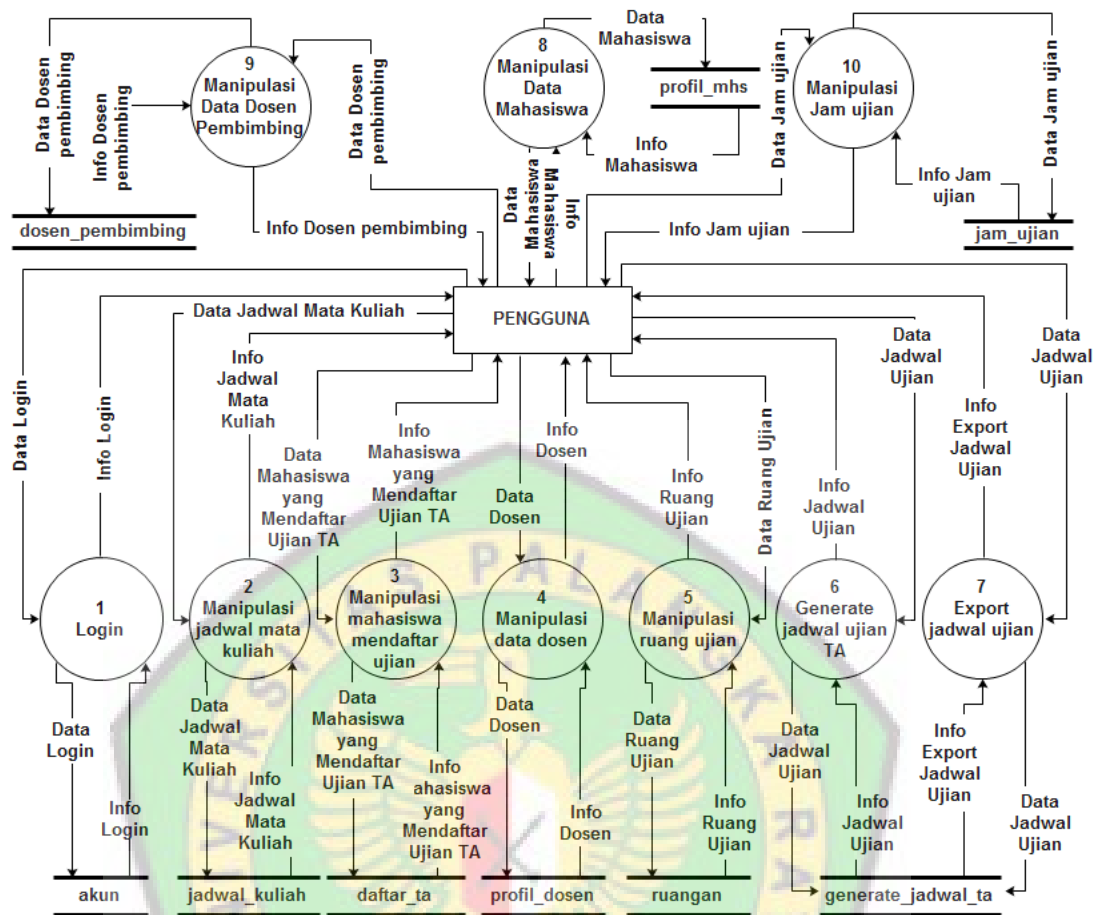 9
Manipulasi
Data Dosen
Pembimbing
Data Dosen
pembimbing
Info Dosen
pembimbing
Data Dosen
pembimbing
dosen_pembimbing
Info Dosen pembimbing
8
Manipulasi
Data
Mahasiswa
Data
Mahasiswa
profil_mhs
Info
Mahasiswa
Data
Mahasiswa
Info
Mahasiswa
10
Manipulasi
Jam ujian
Data Jam ujian
Data Jam ujian
Info Jam
ujian
jam_ujian
Info Jam ujian
PENGGUNA
Data Login
Info Login
Data Jadwal Mata Kuliah
Info
Jadwal
Mata
Kuliah
Data
Mahasiswa
yang
Mendaftar
Ujian TA
Info
Mahasiswa
yang
Mendaftar
Ujian TA
Data
Dosen
Info
Dosen
Info
Ruang
Ujian
Data Ruang Ujian
Info
Jadwal
Ujian
Data
Jadwal
Ujian
Info
Export
Jadwal
Ujian
Data
Jadwal
Ujian
1
Login
2
Manipulasi
jadwal mata
kuliah
3
Manipulasi
mahasiswa
mendaftar
ujian
4
Manipulasi
data dosen
5
Manipulasi
ruang ujian
6
Generate
jadwal ujian
TA
7
Export
jadwal ujian
Data
Login
Info
Login
Data
Jadwal
Mata
Kuliah
Info
Jadwal
Mata
Kuliah
Data
Mahasiswa
yang
Mendaftar
Ujian TA
Info
ahasiswa
yang
Mendaftar
Ujian TA
Data
Dosen
Info
Dosen
Data
Ruang
Ujian
Info
Ruang
Ujian
Data
Jadwal
Ujian
Info
Jadwal
Ujian
Info
Export
Jadwal
Ujian
Data
Jadwal
Ujian
akun
jadwal_kuliah
daftar_ta
profil_dosen
ruangan
generate_jadwal_ta
VERSITAS PALANGKA RA